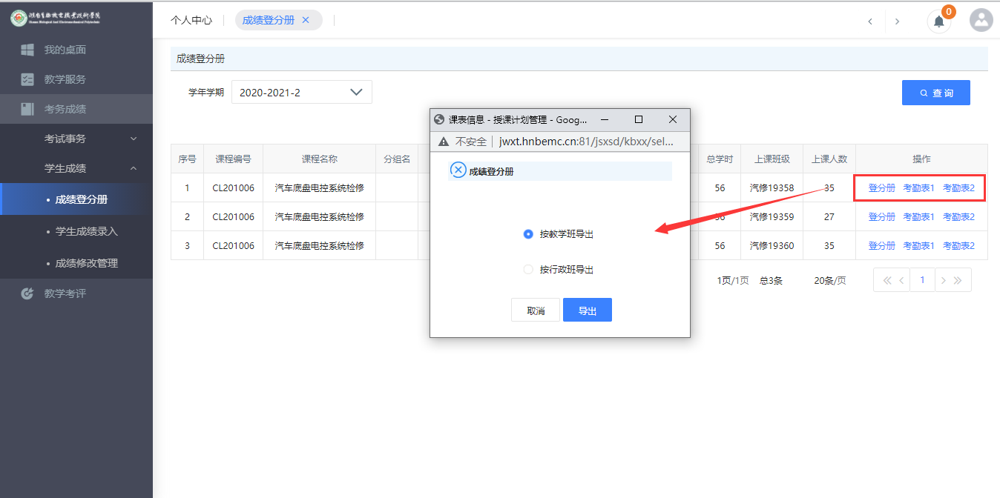 湖南生物机电职业技术学院
Hunan Biological And Electromechanical Polytechnic
个人中心
成绩登分册
0
我的桌面
教学服务
考务成绩
考试事务
学生成绩
成绩登分册
学生成绩录入
成绩修改管理
教学考评
成绩登分册
学年学期 2020-2021-2 查 询
序号 课程编号 课程名称 分组名 总学时 上课班级 上课人数 操作
1 CL201006 汽车底盘电控系统检修 56 汽修19358 35 登分册 考勤表1 考勤表2
2 CL201006 汽车底盘电控系统检修 56 汽修19359 27 登分册 考勤表1 考勤表2
3 CL201006 汽车底盘电控系统检修 56 汽修19360 35 登分册 考勤表1 考勤表2
1页/1页 总3条 20条/页 1
课表信息 - 授课计划管理 - Goog...
不安全 jwxt.hnbemc.cn:81/jsxsd/kbxx/sel...
成绩登分册
按教学班导出
按行政班导出
取消 导出